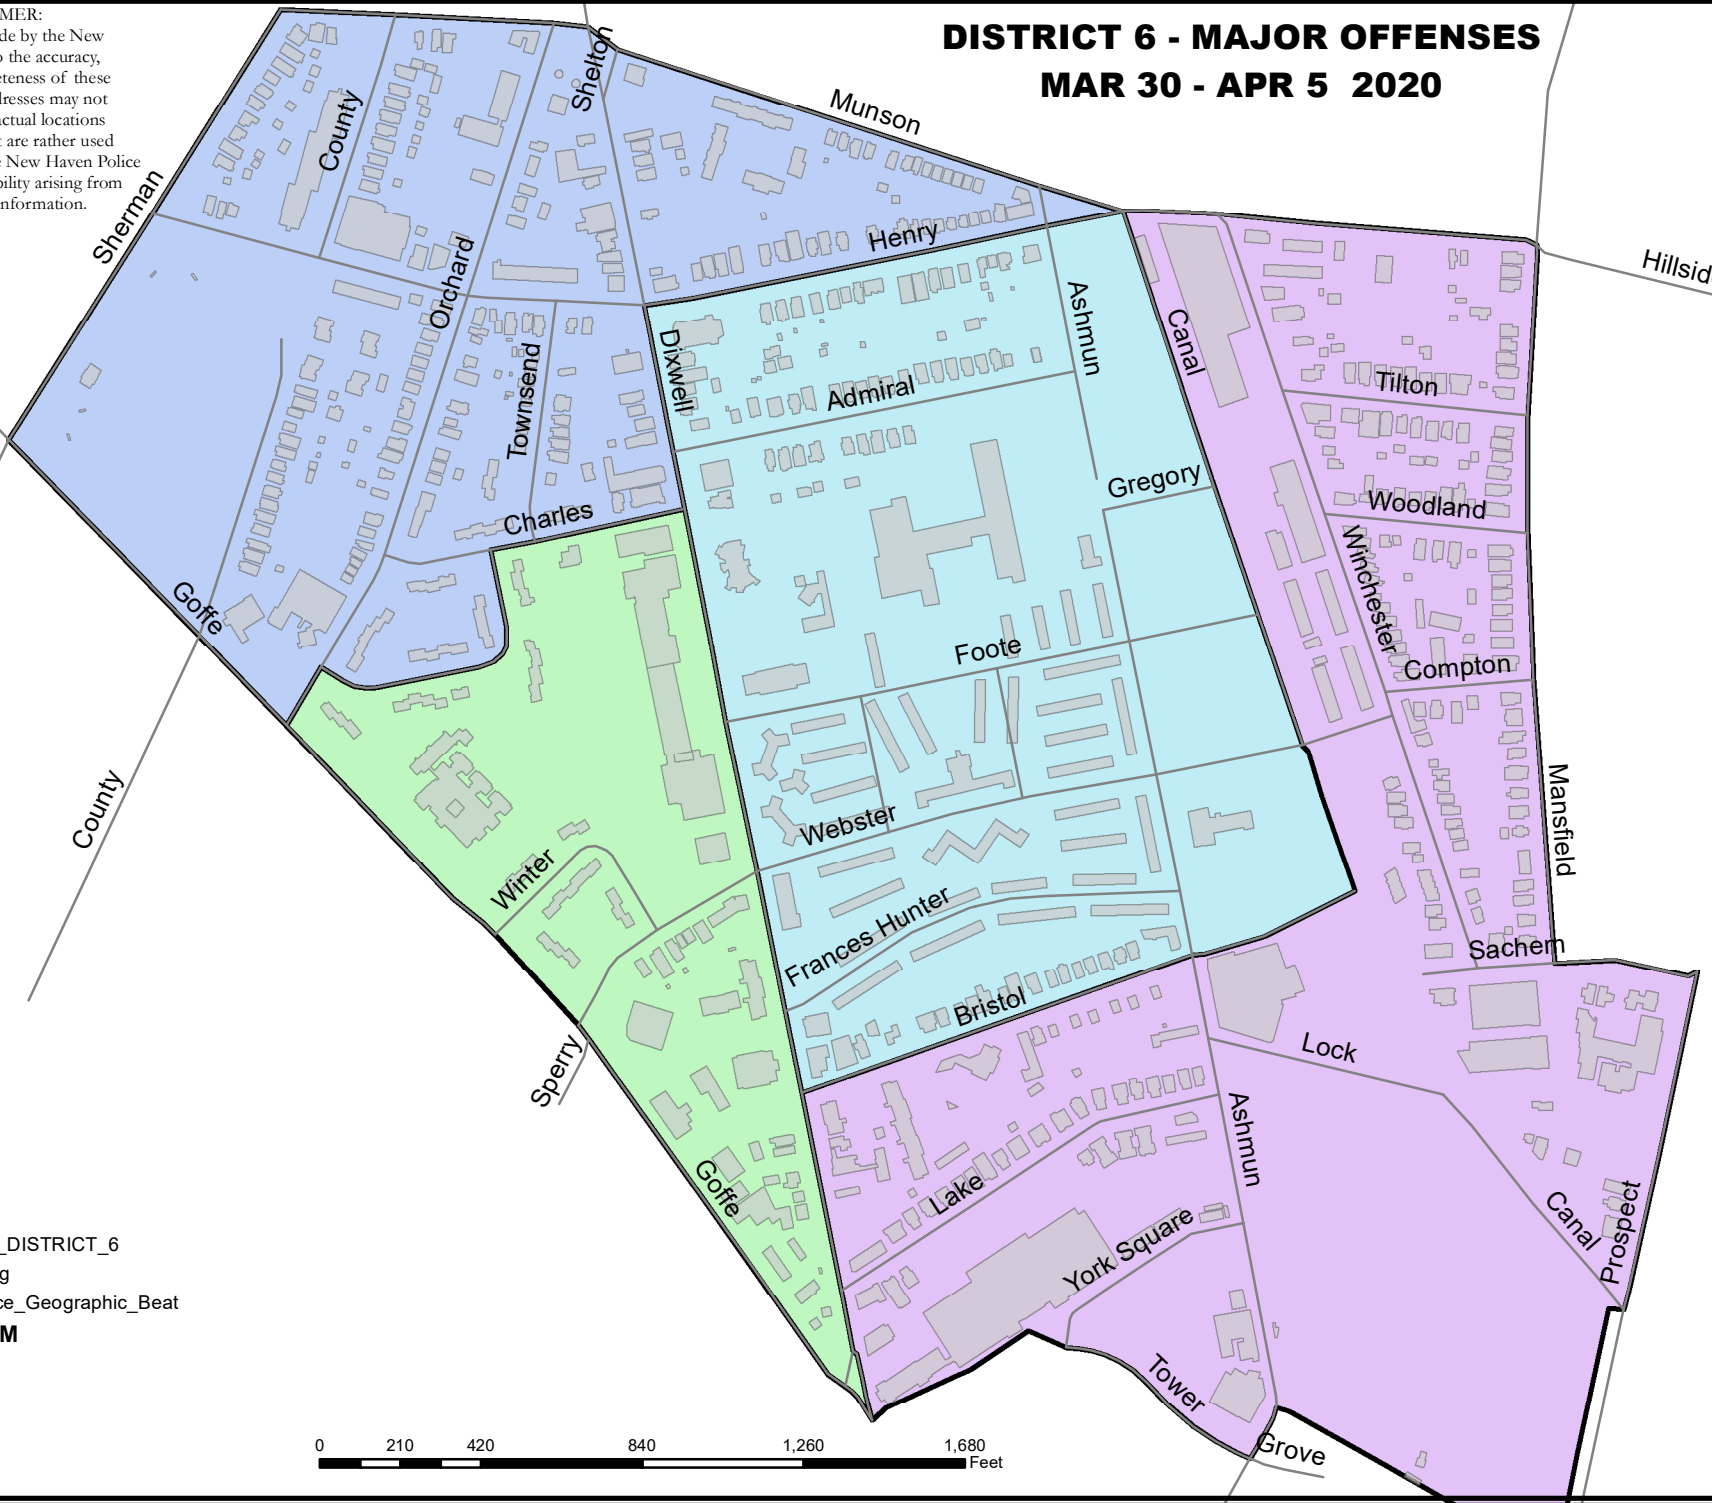 MER:
de by the New
o the accuracy,
eteness of these
dresses may not
actual locations
t are rather used
e New Haven Police
bility arising from
nformation.
DISTRICT 6 - MAJOR OFFENSES
MAR 30 - APR 5 2020
Shelton
Munson
County
Sherman
Henry
Orchard
Hillsid
Ashmun
Canal
Dixwell
Townsend
Admiral
Tilton
Gregory
Woodland
Charles
Winchester
Goffe
Foote
Compton
County
Mansfield
Webster
Winter
Frances Hunter
Sachem
Bristol
Lock
Sperry
Ashmun
Goffe
Lake
York Square
Canal
Prospect
_DISTRICT_6
g
ce_Geographic_Beat
M
Tower
Grove
0 210 420 840 1,260 1,680
Feet